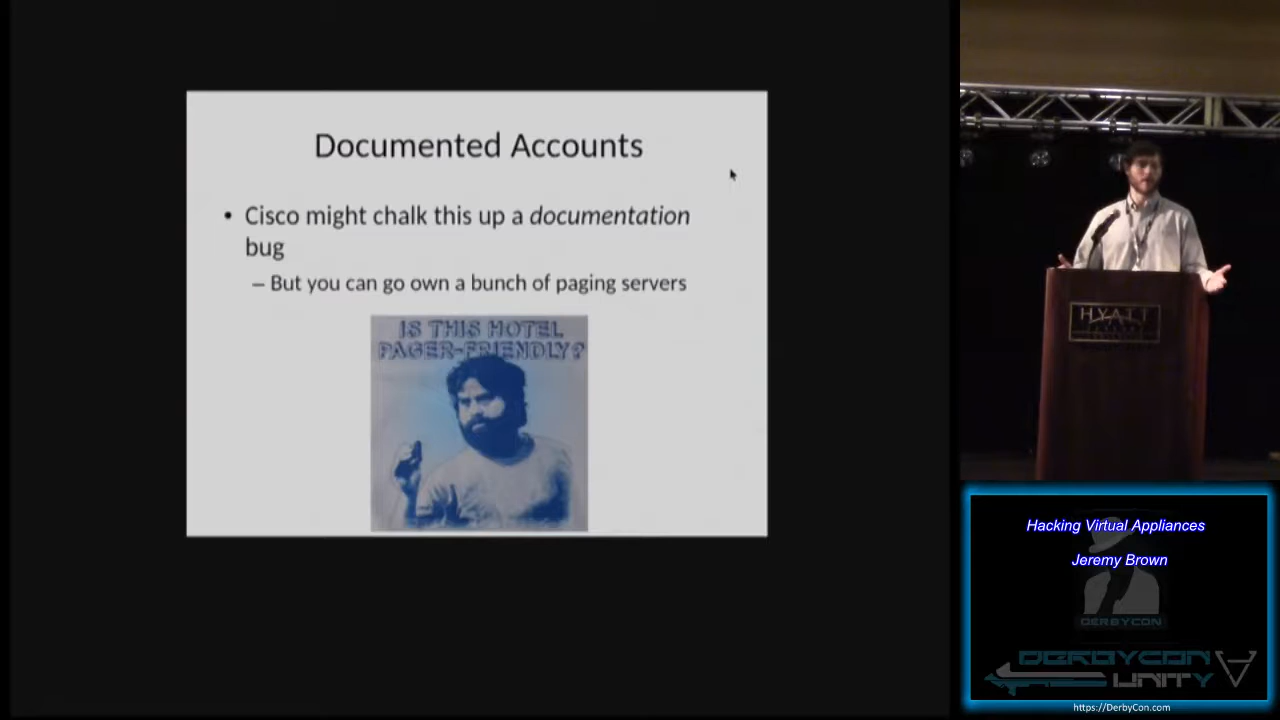 Documented Accounts
• Cisco might chalk this up a documentation
bug
– But you can go own a bunch of paging servers
IS THIS HOTEL
PAGER-FRIENDLY?
HYATT
Hacking Virtual Appliances
Jeremy Brown
DERBYCON
DERBYCON
UNITY
https://DerbyCon.com